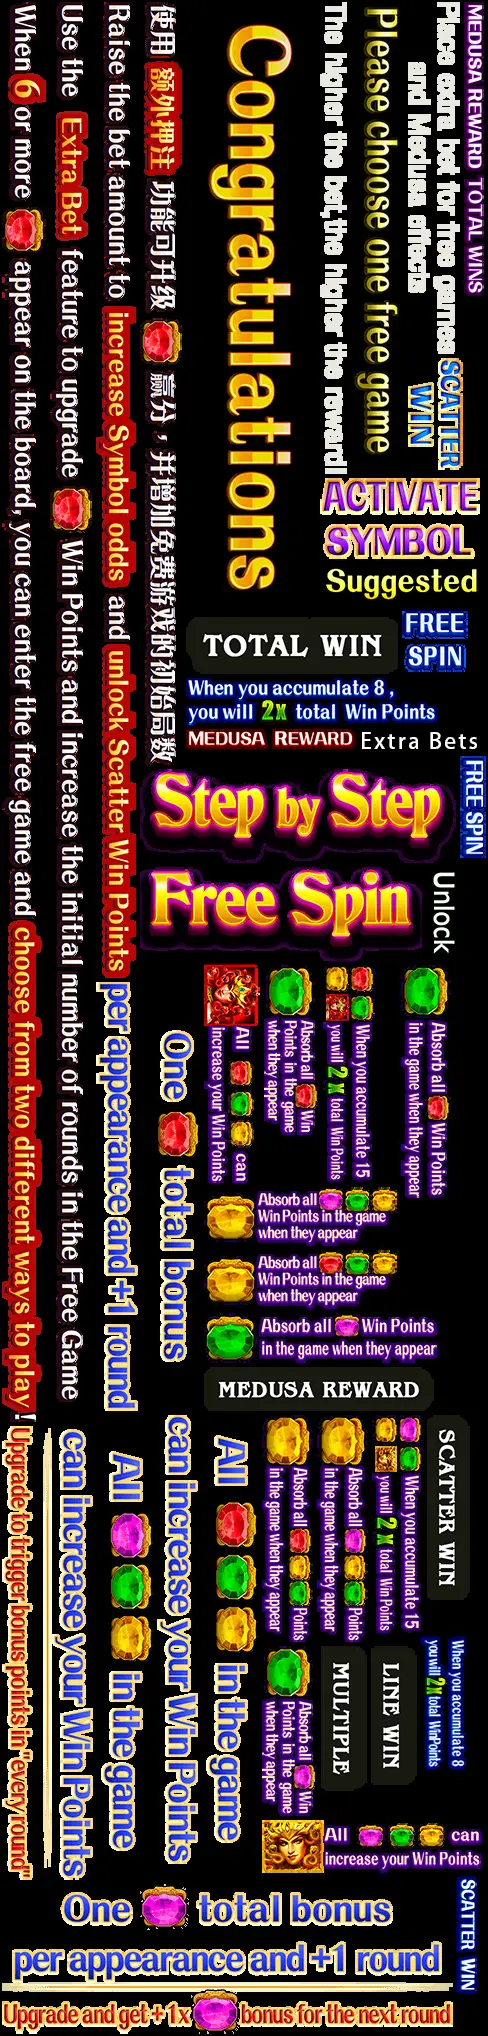 MEDUSA REWARD TOTAL WINS
Place extra bet for free games
and Medusa effects
SCATTER
WIN
Please choose one free game
The higher the bet,the higher the reward!
ACTIVATE
SYMBOL
Suggested
Congratulations
FREE
SPIN
TOTAL WIN
When you accumulate 8 ,
you will 2X total Win Points
MEDUSA REWARD Extra Bets
FREE SPIN
使用 额外押注 功能可升级 赢分，并增加免费游戏的初始局数
Raise the bet amount to increase Symbol odds and unlock Scatter Win Points
Use the Extra Bet feature to upgrade Win Points and increase the initial number of rounds in the Free Game
When 6 or more appear on the board, you can enter the free game and choose from two different ways to play !
Step by Step
Free Spin
Unlock
Absorb all Win Points
in the game when they appear
When you accumulate 15
you will 2X total Win Points
Absorb all Win
Points in the game
when they appear
All can
increase your Win Points
One total bonus
per appearance and +1 round
Absorb all
Win Points in the game
when they appear
Absorb all
Win Points in the game
when they appear
Absorb all Win Points
in the game when they appear
MEDUSA REWARD
SCATTER WIN
When you accumulate 15
you will 2X total Win Points
Absorb all Points
in the game when they appear
Absorb all Points
in the game when they appear
All in the game
can increase your Win Points
All in the game
can increase your Win Points
Upgrade to trigger bonus points in "every round"
When you accumulate 8
you will 2X total WinPoints
LINE WIN
MULTIPLE
Absorb all Win
Points in the game
when they appear
All can
increase your Win Points
SCATTER WIN
One total bonus
per appearance and +1 round
Upgrade and get +1x bonus for the next round